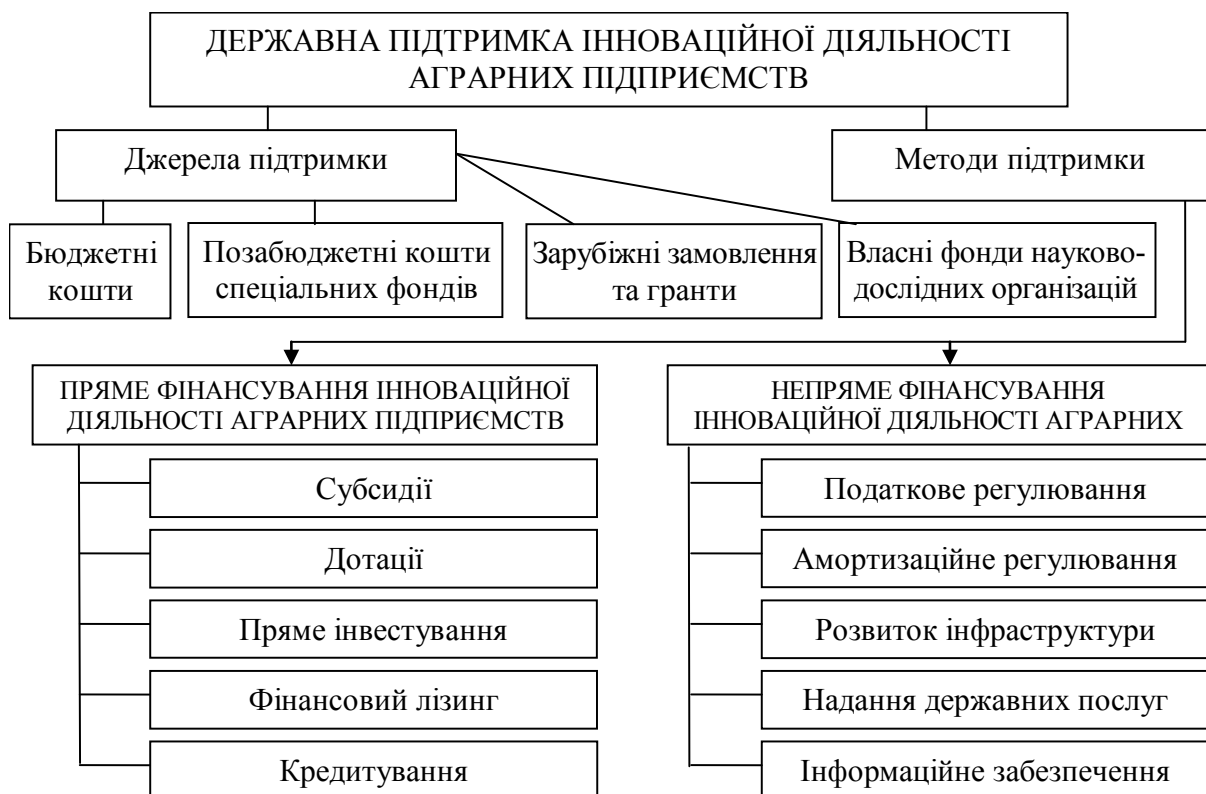 ДЕРЖАВНА ПІДТРИМКА ІННОВАЦІЙНОЇ ДІЯЛЬНОСТІ
АГРАРНИХ ПІДПРИЄМСТВ
Джерела підтримки
Методи підтримки
Бюджетні
кошти
Позабюджетні кошти
спеціальних фондів
Зарубіжні замовлення
та гранти
Власні фонди науково-
дослідних організацій
ПРЯМЕ ФІНАНСУВАННЯ ІННОВАЦІЙНОЇ
ДІЯЛЬНОСТІ АГРАРНИХ ПІДПРИЄМСТВ
НЕПРЯМЕ ФІНАНСУВАННЯ
ІННОВАЦІЙНОЇ ДІЯЛЬНОСТІ АГРАРНИХ
Субсидії
Дотації
Пряме інвестування
Фінансовий лізинг
Кредитування
Податкове регулювання
Амортизаційне регулювання
Розвиток інфраструктури
Надання державних послуг
Інформаційне забезпечення